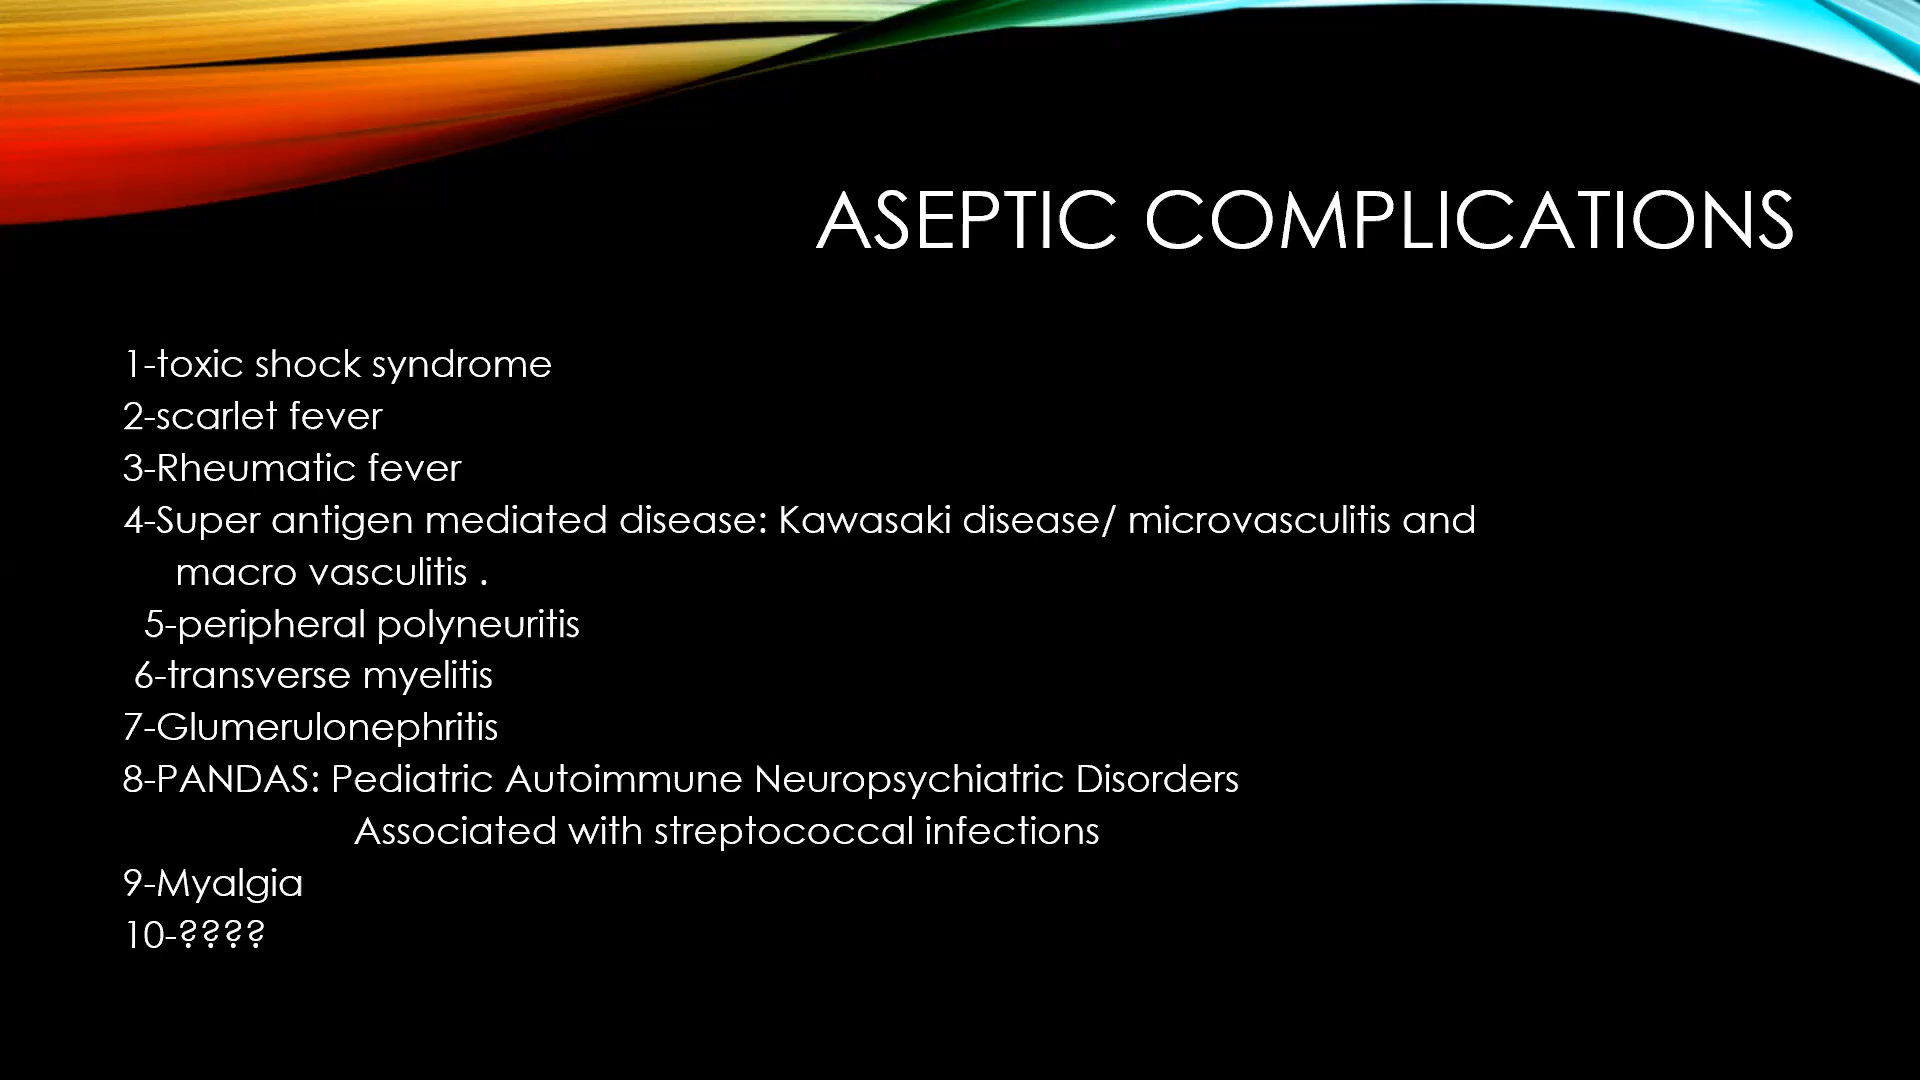 ASEPTIC COMPLICATIONS
1-toxic shock syndrome
2-scarlet fever
3-Rheumatic fever
4-Super antigen mediated disease: Kawasaki disease/ microvasculitis and
macro vasculitis .
5-peripheral polyneuritis
6-transverse myelitis
7-Glumerulonephritis
8-PANDAS: Pediatric Autoimmune Neuropsychiatric Disorders
Associated with streptococcal infections
9-Myalgia
10-????